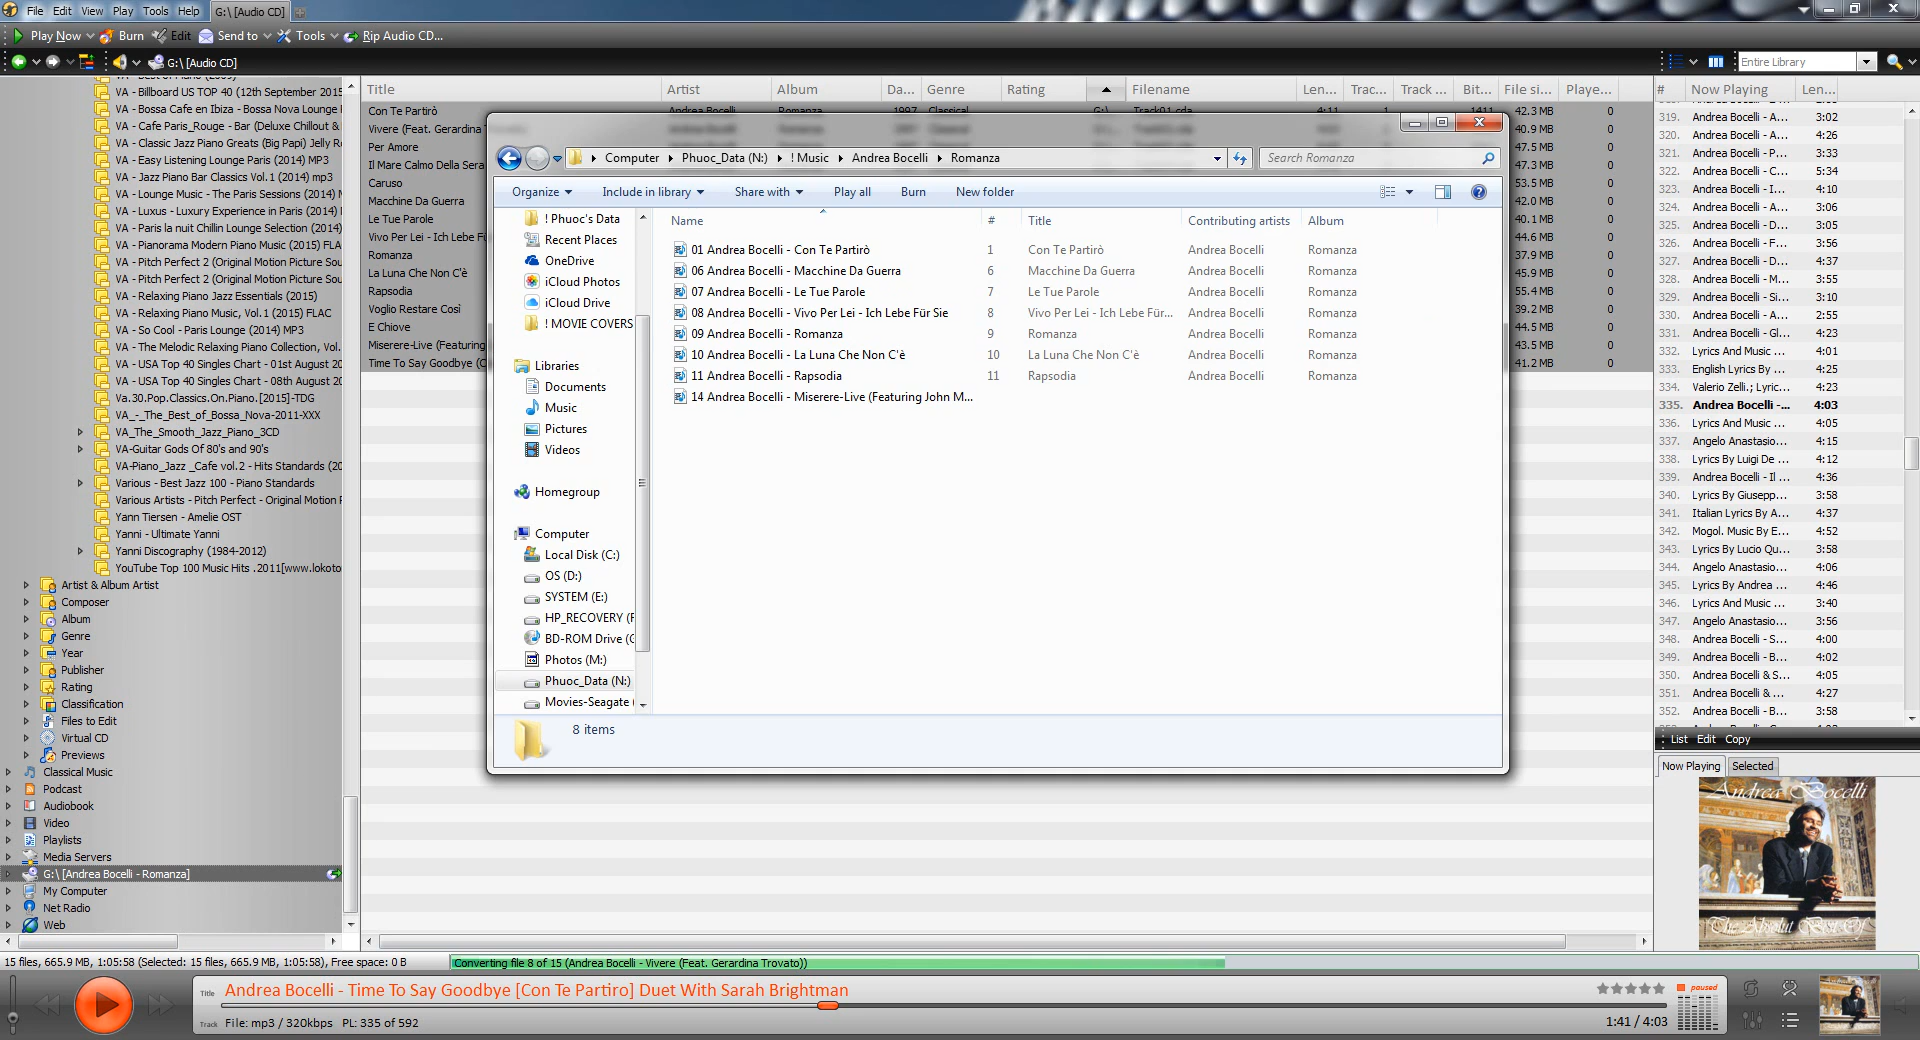 File Edit View Play Tools Help G:\ [Audio CD]
Play Now Burn Edit Send to Tools Rip Audio CD...
G:\ [Audio CD] Entire Library
VA - Billboard US TOP 40 (12th September 2015
VA - Bossa Cafe en Ibiza - Bossa Nova Lounge
VA - Cafe Paris_Rouge - Bar (Deluxe Chillout &
VA - Classic Jazz Piano Greats (Big Papi) Jelly R
VA - Easy Listening Lounge Paris (2014) MP3
VA - Jazz Piano Bar Classics Vol.1 (2014) mp3
VA - Lounge Music - The Paris Sessions (2014)
VA - Luxus - Luxury Experience in Paris (2014)
VA - Paris la nuit Chillin Lounge Selection (2014)
VA - Pianorama Modern Piano Music (2015) FLAC
VA - Pitch Perfect 2 (Original Motion Picture Sou
VA - Pitch Perfect 2 (Original Motion Picture Sou
VA - Relaxing Piano Jazz Essentials (2015)
VA - Relaxing Piano Music, Vol.1 (2015) FLAC
VA - So Cool - Paris Lounge (2014) MP3
VA - The Melodic Relaxing Piano Collection, Vol.
VA - USA Top 40 Singles Chart - 01st August 20
VA - USA Top 40 Singles Chart - 08th August 20
Va.30.Pop.Classics.On.Piano.[2015]-TDG
VA_-_The_Best_of_Bossa_Nova-2011-XXX
VA_The_Smooth_Jazz_Piano_3CD
VA-Guitar Gods Of 80's and 90's
VA-Piano_Jazz _Cafe vol.2 - Hits Standards (20
Various - Best Jazz 100 - Piano Standards
Various Artists - Pitch Perfect - Original Motion
Yann Tiersen - Amelie OST
Yanni - Ultimate Yanni
Yanni Discography (1984-2012)
YouTube Top 100 Music Hits .2011[www.lokoto
Artist & Album Artist
Composer
Album
Genre
Year
Publisher
Rating
Classification
Files to Edit
Virtual CD
Previews
Classical Music
Podcast
Audiobook
Video
Playlists
Media Servers
G:\ [Andrea Bocelli - Romanza]
My Computer
Net Radio
Web
Title Artist Album Da... Genre Rating Filename Len... Trac... Track ... Bit... File si... Playe...
Con Te Partirò Andrea Bocelli Romanza 1997 Classical G:\ Track01.cda 4:11 1 1411 42.3 MB 0
Vivere (Feat. Gerardina Trovato) 40.9 MB 0
Per Amore 47.5 MB 0
Il Mare Calmo Della Sera 47.3 MB 0
Caruso 53.5 MB 0
Macchine Da Guerra 42.0 MB 0
Le Tue Parole 40.1 MB 0
Vivo Per Lei - Ich Lebe Fü 44.6 MB 0
Romanza 37.9 MB 0
La Luna Che Non C'è 45.9 MB 0
Rapsodia 55.4 MB 0
Voglio Restare Così 39.2 MB 0
E Chiove 44.5 MB 0
Miserere-Live (Featuring 43.5 MB 0
Time To Say Goodbye (C 41.2 MB 0
Computer Phuoc_Data (N:) ! Music Andrea Bocelli Romanza Search Romanza
Organize Include in library Share with Play all Burn New folder
! Phuoc's Data
Recent Places
OneDrive
iCloud Photos
iCloud Drive
! MOVIE COVERS
Libraries
Documents
Music
Pictures
Videos
Homegroup
Computer
Local Disk (C:)
OS (D:)
SYSTEM (E:)
HP_RECOVERY (F
BD-ROM Drive (G
Photos (M:)
Phuoc_Data (N:)
Movies-Seagate (
Name # Title Contributing artists Album
01 Andrea Bocelli - Con Te Partirò 1 Con Te Partirò Andrea Bocelli Romanza
06 Andrea Bocelli - Macchine Da Guerra 6 Macchine Da Guerra Andrea Bocelli Romanza
07 Andrea Bocelli - Le Tue Parole 7 Le Tue Parole Andrea Bocelli Romanza
08 Andrea Bocelli - Vivo Per Lei - Ich Lebe Für Sie 8 Vivo Per Lei - Ich Lebe Für... Andrea Bocelli Romanza
09 Andrea Bocelli - Romanza 9 Romanza Andrea Bocelli Romanza
10 Andrea Bocelli - La Luna Che Non C'è 10 La Luna Che Non C'è Andrea Bocelli Romanza
11 Andrea Bocelli - Rapsodia 11 Rapsodia Andrea Bocelli Romanza
14 Andrea Bocelli - Miserere-Live (Featuring John M...
8 items
# Now Playing Len...
319. Andrea Bocelli - A... 3:02
320. Andrea Bocelli - A... 4:26
321. Andrea Bocelli - P... 3:33
322. Andrea Bocelli - C... 5:34
323. Andrea Bocelli - I... 4:10
324. Andrea Bocelli - A... 3:06
325. Andrea Bocelli - D... 3:05
326. Andrea Bocelli - F... 3:56
327. Andrea Bocelli - D... 4:37
328. Andrea Bocelli - M... 3:55
329. Andrea Bocelli - Si... 3:10
330. Andrea Bocelli - A... 2:55
331. Andrea Bocelli - Gl... 4:23
332. Lyrics And Music ... 4:01
333. English Lyrics By ... 4:25
334. Valerio Zelli.; Lyric... 4:23
335. Andrea Bocelli -... 4:03
336. Lyrics And Music ... 4:05
337. Angelo Anastasio... 4:15
338. Lyrics By Luigi De ... 4:12
339. Andrea Bocelli - Il ... 4:36
340. Lyrics By Giusepp... 3:58
341. Italian Lyrics By A... 4:37
342. Mogol. Music By E... 4:52
343. Lyrics By Lucio Qu... 3:58
344. Angelo Anastasio... 4:06
345. Lyrics By Andrea ... 4:46
346. Lyrics And Music ... 3:40
347. Angelo Anastasio... 3:56
348. Andrea Bocelli - S... 4:00
349. Andrea Bocelli - B... 4:02
350. Andrea Bocelli & S... 4:05
351. Andrea Bocelli & ... 4:27
352. Andrea Bocelli - B... 3:58
List Edit Copy
Now Playing Selected
Andrea Bocelli
The Absolut Best Of
15 files, 665.9 MB, 1:05:58 (Selected: 15 files, 665.9 MB, 1:05:58), Free space: 0 B
Converting file 8 of 15 (Andrea Bocelli - Vivere (Feat. Gerardina Trovato))
Title Andrea Bocelli - Time To Say Goodbye [Con Te Partiro] Duet With Sarah Brightman
paused
Track File: mp3 / 320kbps PL: 335 of 592 1:41 / 4:03